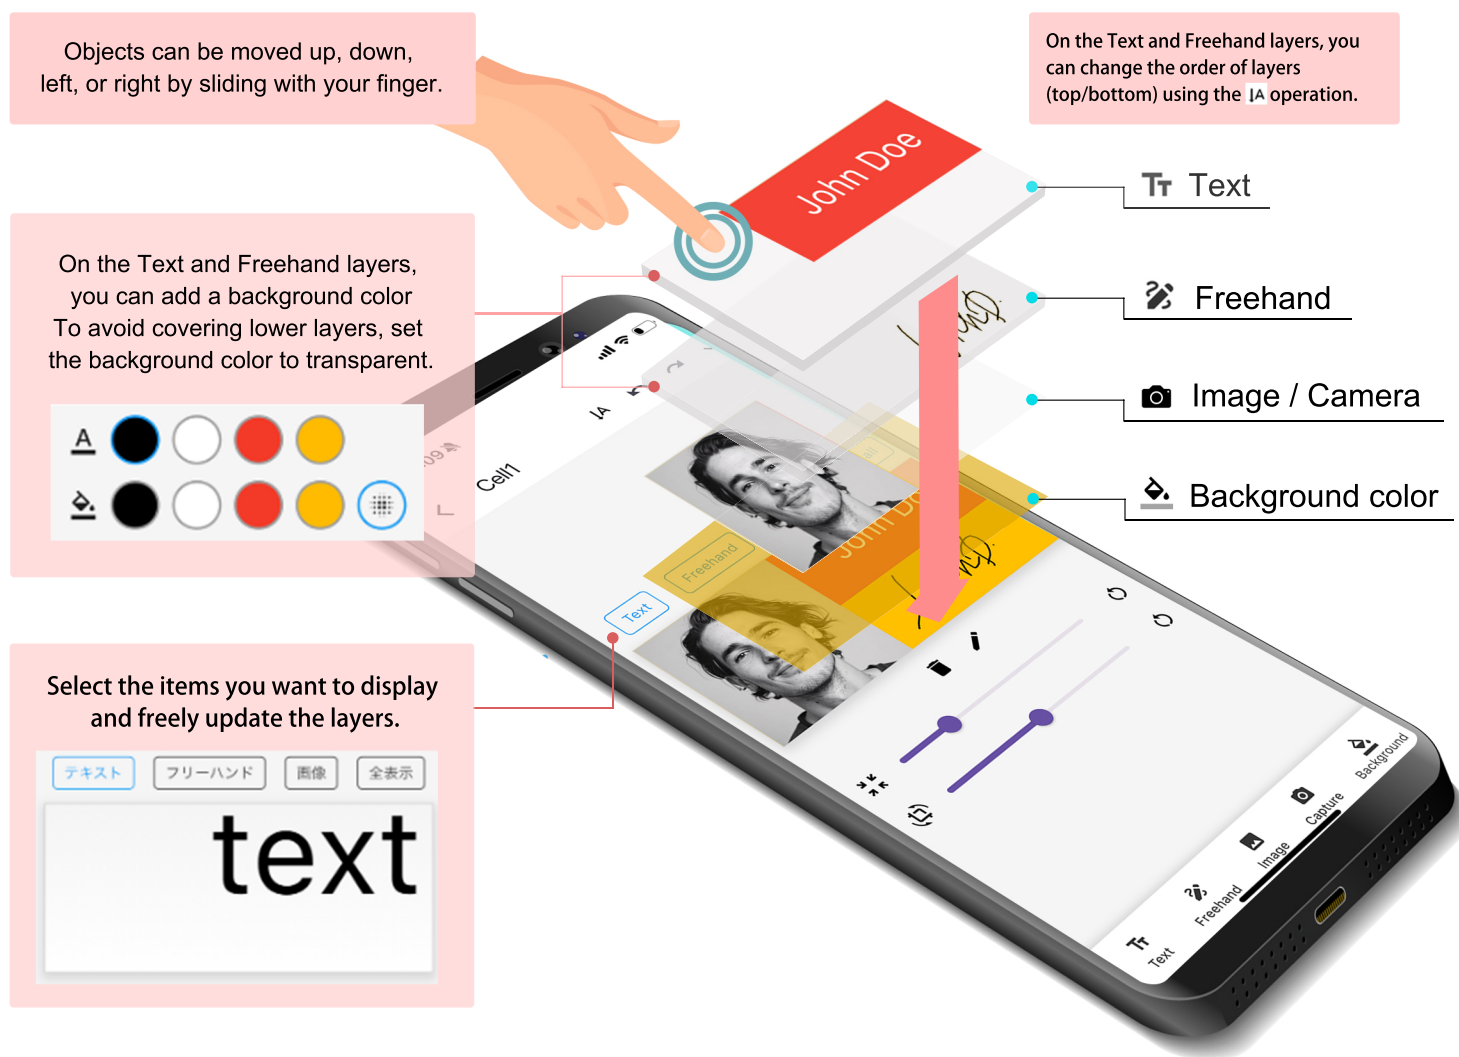 Objects can be moved up, down,
left, or right by sliding with your finger.
On the Text and Freehand layers, you
can change the order of layers
(top/bottom) using the ↓A operation.
John Doe
Text
Freehand
Image / Camera
Background color
On the Text and Freehand layers,
you can add a background color
To avoid covering lower layers, set
the background color to transparent.
A
↓A
Cell1
John Do
Freehand
Text
Select the items you want to display
and freely update the layers.
テキスト
フリーハンド
画像
全表示
text
Background
Capture
Image
Freehand
Text